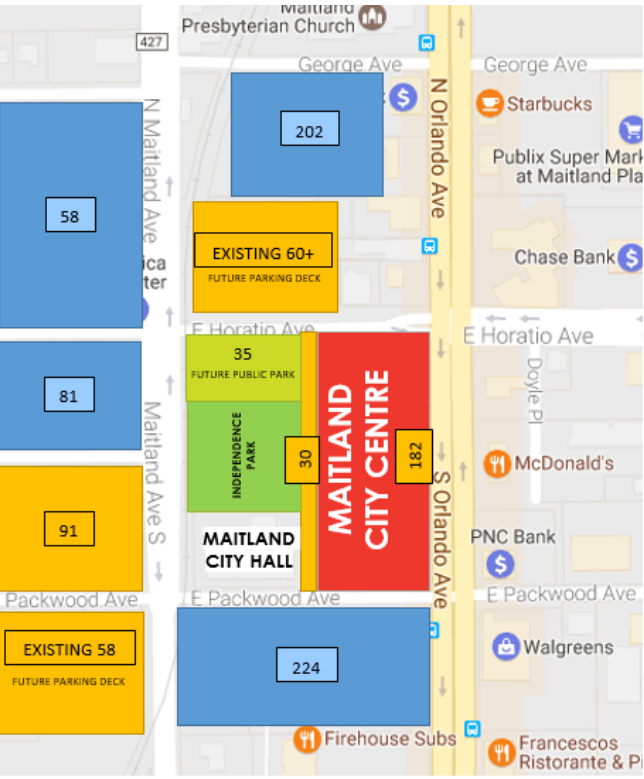 Maitland
Presbyterian Church
427
George Ave
George Ave
N Maitland Ave
58
202
N Orlando Ave
Starbucks
Publix Super Mark
at Maitland Pla
EXISTING 60+
FUTURE PARKING DECK
Chase Bank
ica
ter
E Horatio Ave
E Horatio Ave
81
35
FUTURE PUBLIC PARK
INDEPENDENCE
PARK
30
MAITLAND
CITY CENTRE
182
Doyle Pl
McDonald's
Maitland Ave S
91
MAITLAND
CITY HALL
S Orlando Ave
PNC Bank
Packwood Ave
E Packwood Ave
E Packwood Ave
EXISTING 58
FUTURE PARKING DECK
224
Walgreens
Firehouse Subs
Francescos
Ristorante & P